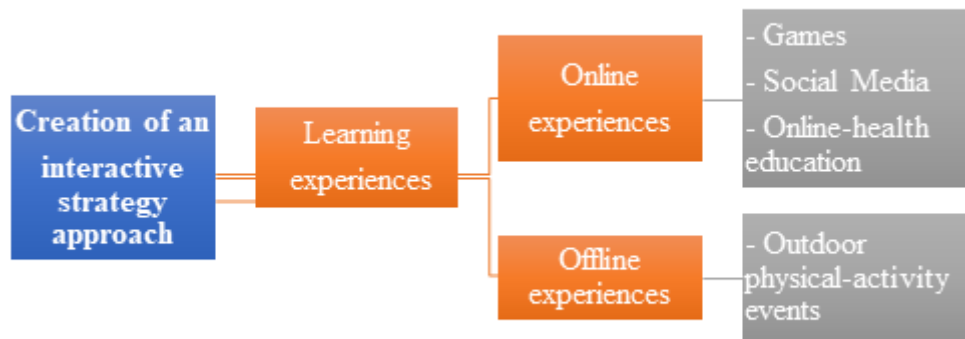 Creation of an
interactive
strategy
approach
Learning
experiences
Online
experiences
- Games
- Social Media
- Online-health
education
Offline
experiences
- Outdoor
physical-activity
events